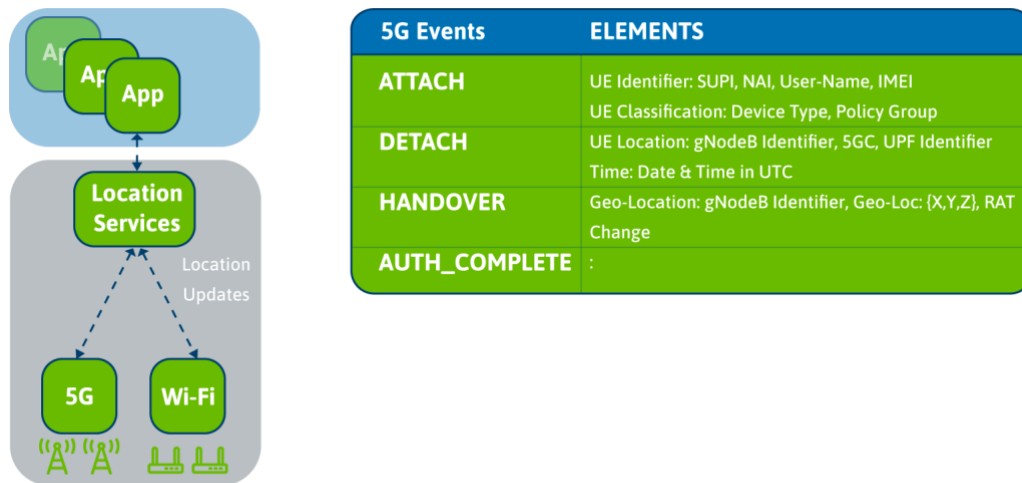 Ap
Ap
App
Location
Services
Location
Updates
5G
Wi-Fi
5G Events ELEMENTS
ATTACH UE Identifier: SUPI, NAI, User-Name, IMEI
UE Classification: Device Type, Policy Group
DETACH UE Location: gNodeB Identifier, 5GC, UPF Identifier
Time: Date & Time in UTC
HANDOVER Geo-Location: gNodeB Identifier, Geo-Loc: {X,Y,Z}, RAT
Change
AUTH_COMPLETE :